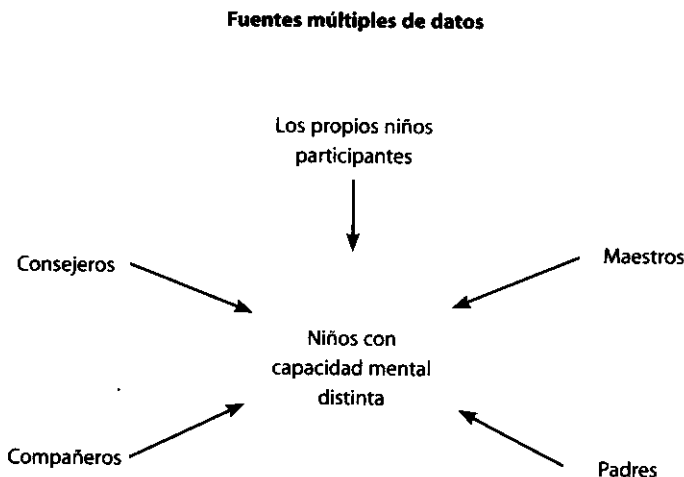 Fuentes múltiples de datos
Los propios niños
participantes
Consejeros
Maestros
Niños con
capacidad mental
distinta
Compañeros
Padres